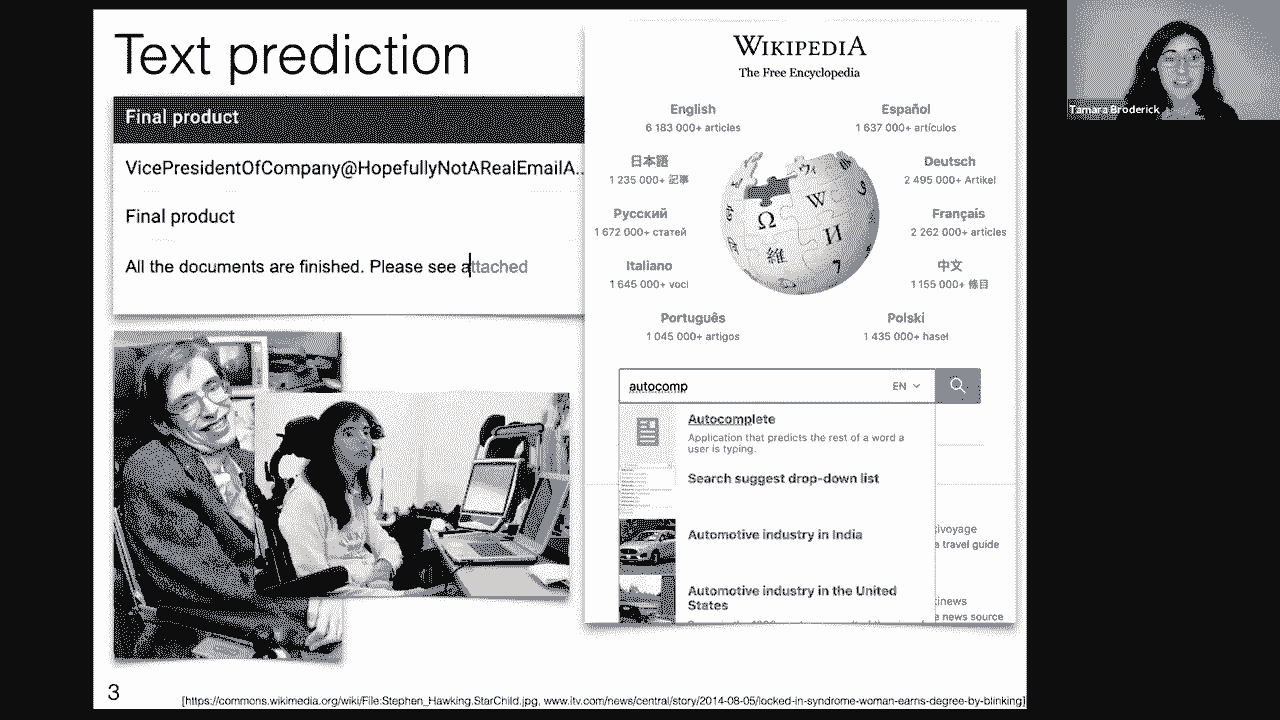 Text prediction
Final product
VicePresidentOfCompany@HopefullyNotARealEmailA...
Final product
All the documents are finished. Please see attached
WIKIPEDIA
The Free Encyclopedia
English
6 183 000+ articles
Español
1 637 000+ artículos
日本語
1 235 000+ 記事
Deutsch
2 495 000+ Artikel
Русский
1 672 000+ статей
Français
2 262 000+ articles
Italiano
1 645 000+ voci
中文
1 155 000+ 條目
Português
1 045 000+ artigos
Polski
1 435 000+ haseł
Ω
W
И
維
7
autocomp
EN
Autocomplete
Application that predicts the rest of a word a
user is typing.
Search suggest drop-down list
Automotive industry in India
Automotive industry in the United
States
ivoyage
travel guide
inews
news source
3
[https://commons.wikimedia.org/wiki/File:Stephen_Hawking.StarChild.jpg, www.itv.com/news/central/story/2014-08-05/locked-in-syndrome-woman-earns-degree-by-blinking]
Tamara Broderick